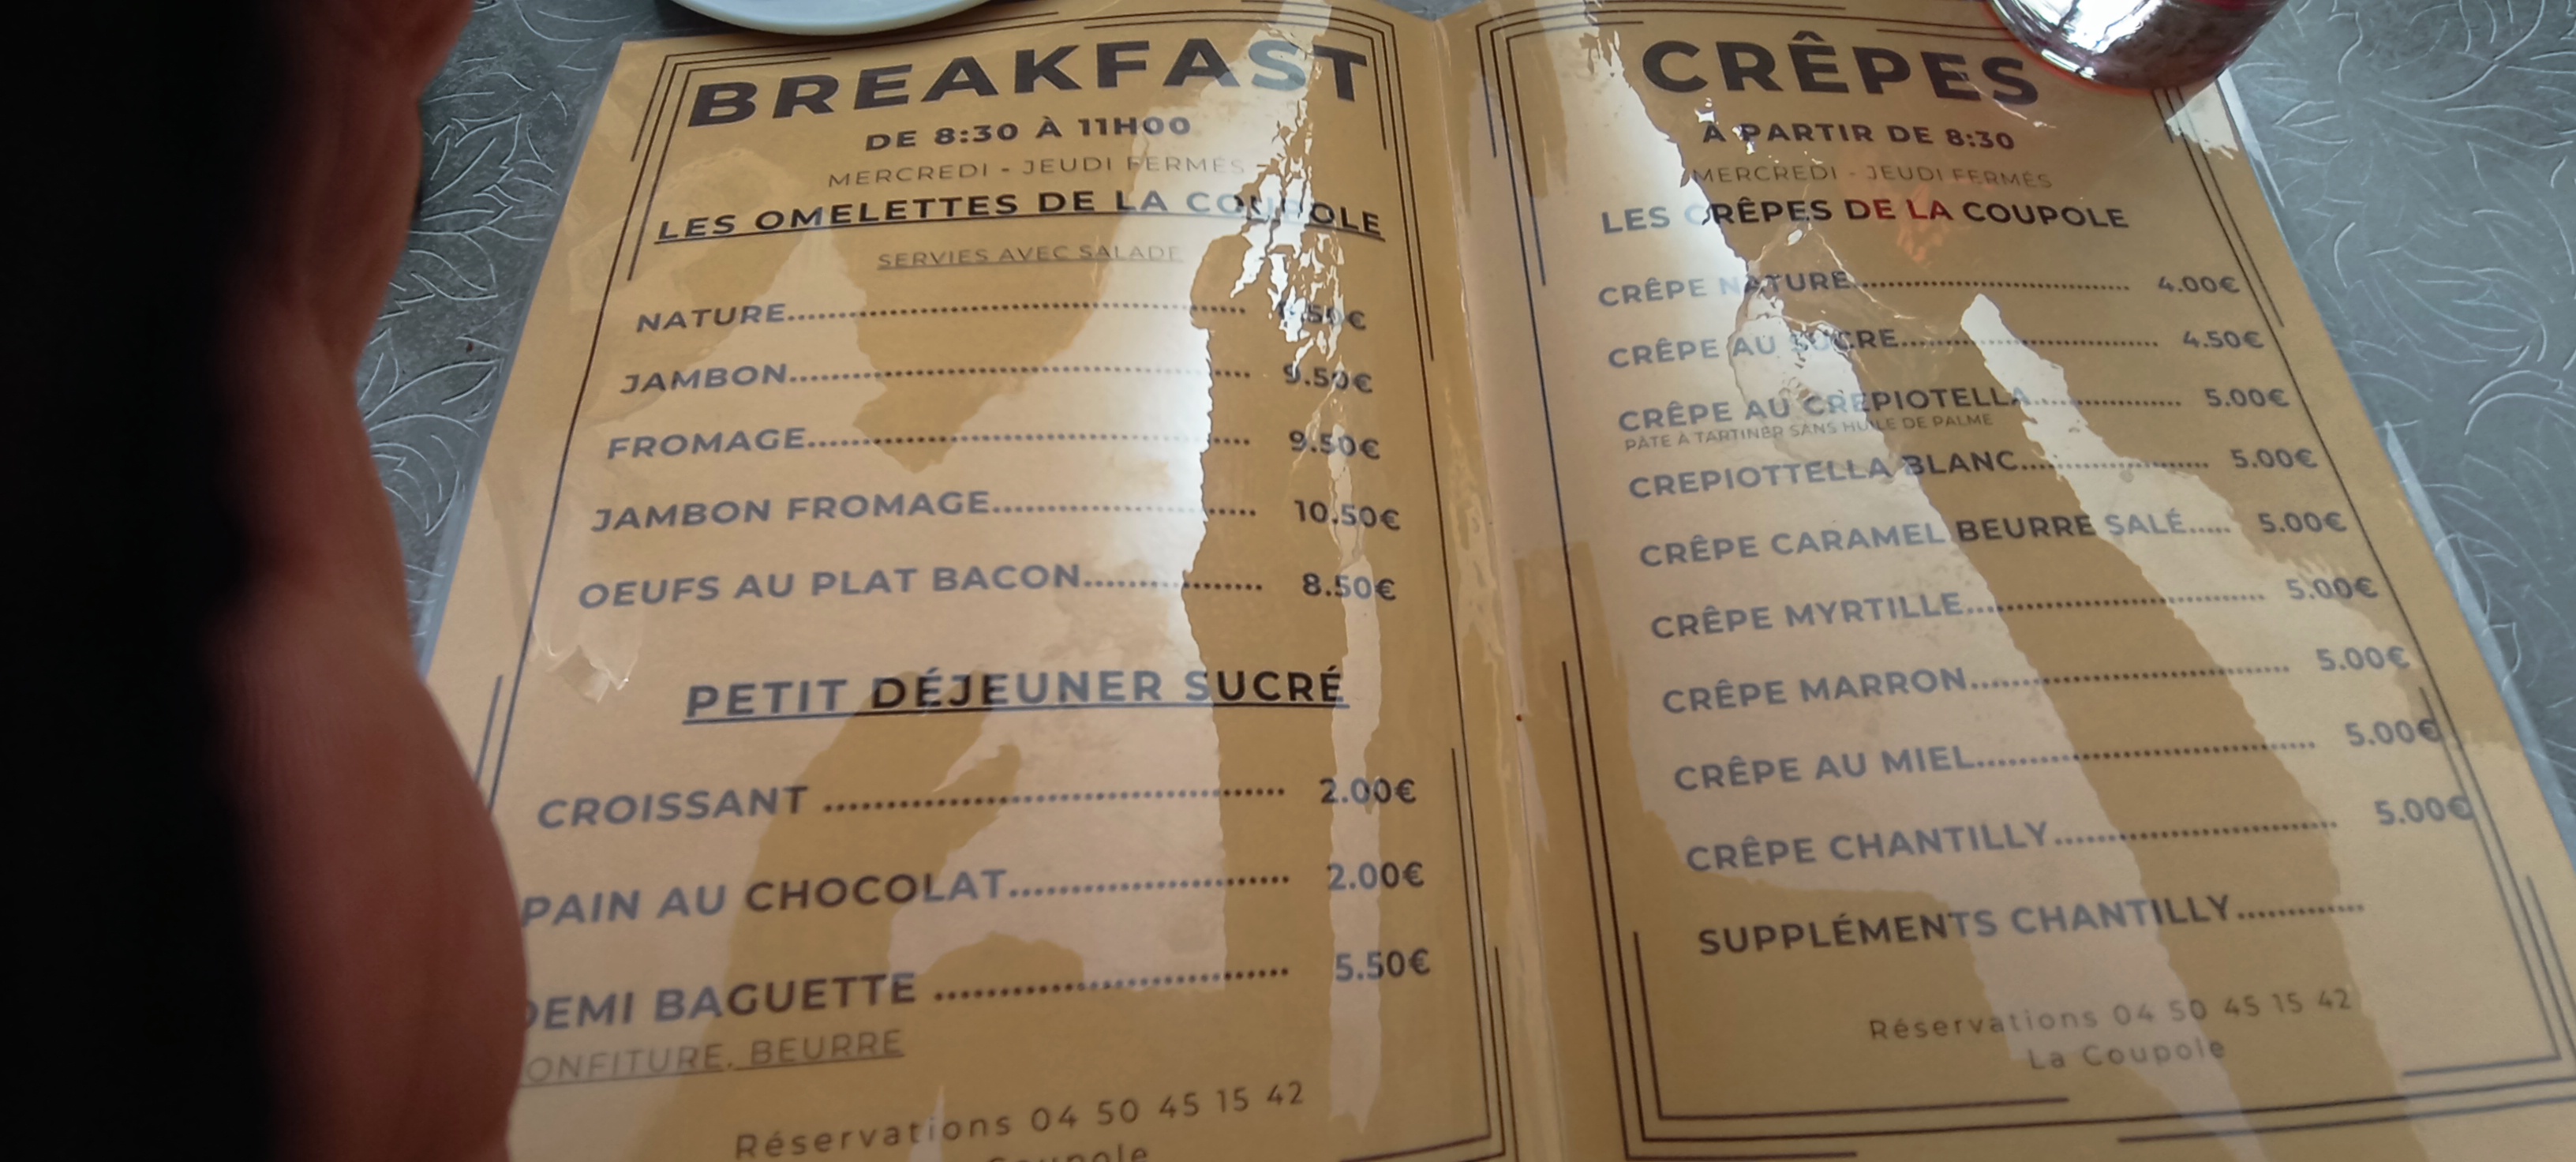 BREAKFAST
DE 8:30 À 11H00
MERCREDI - JEUDI FERMÉS
LES OMELETTES DE LA COUPOLE
SERVIES AVEC SALADE
NATURE
JAMBON 9.50€
FROMAGE 9.50€
JAMBON FROMAGE 10.50€
OEUFS AU PLAT BACON 8.50€
PETIT DÉJEUNER SUCRÉ
CROISSANT 2.00€
PAIN AU CHOCOLAT 2.00€
DEMI BAGUETTE 5.50€
ONFITURE, BEURRE
Réservations 04 50 45 15 42
Coupole
CRÊPES
À PARTIR DE 8:30
MERCREDI - JEUDI FERMÉS
LES CRÊPES DE LA COUPOLE
CRÊPE NATURE 4.00€
CRÊPE AU SUCRE 4.50€
CRÊPE AU CREPIOTELLA 5.00€
PÂTE À TARTINER SANS HUILE DE PALME
CREPIOTTELLA BLANC 5.00€
CRÊPE CARAMEL BEURRE SALÉ 5.00€
CRÊPE MYRTILLE 5.00€
CRÊPE MARRON 5.00€
CRÊPE AU MIEL 5.00€
CRÊPE CHANTILLY 5.00€
SUPPLÉMENTS CHANTILLY
Réservations 04 50 45 15 42
La Coupole